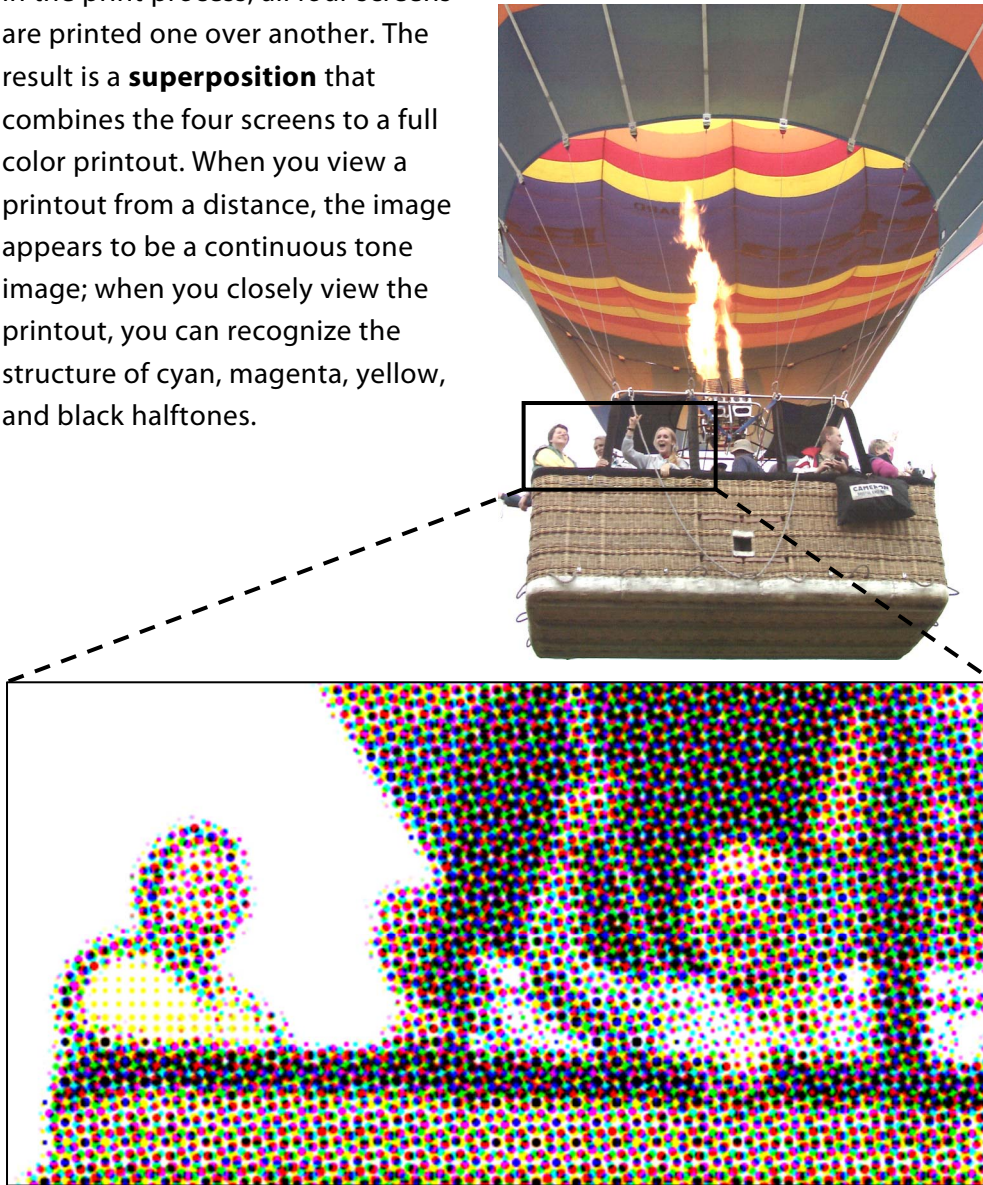 in the print process, all four screens
are printed one over another. The
result is a superposition that
combines the four screens to a full
color printout. When you view a
printout from a distance, the image
appears to be a continuous tone
image; when you closely view the
printout, you can recognize the
structure of cyan, magenta, yellow,
and black halftones.
CAMERON